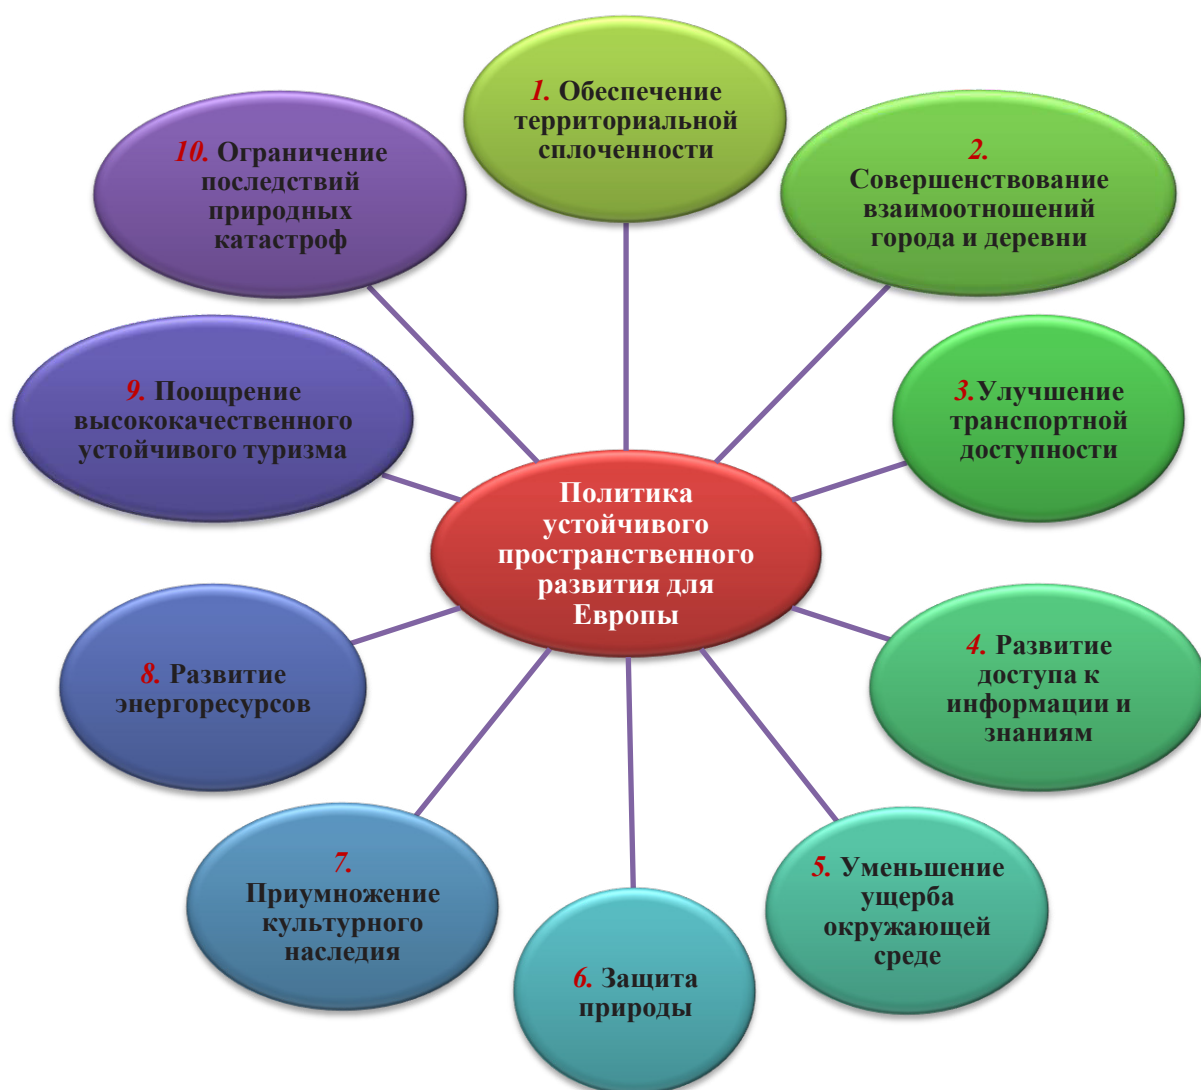 1. Обеспечение
территориальной
сплоченности
2.
Совершенствование
взаимоотношений
города и деревни
3.Улучшение
транспортной
доступности
4. Развитие
доступа к
информации и
знаниям
5. Уменьшение
ущерба
окружающей
среде
6. Защита
природы
7.
Приумножение
культурного
наследия
8. Развитие
энергоресурсов
9. Поощрение
высококачественного
устойчивого туризма
10. Ограничение
последствий
природных
катастроф
Политика
устойчивого
пространственного
развития для
Европы